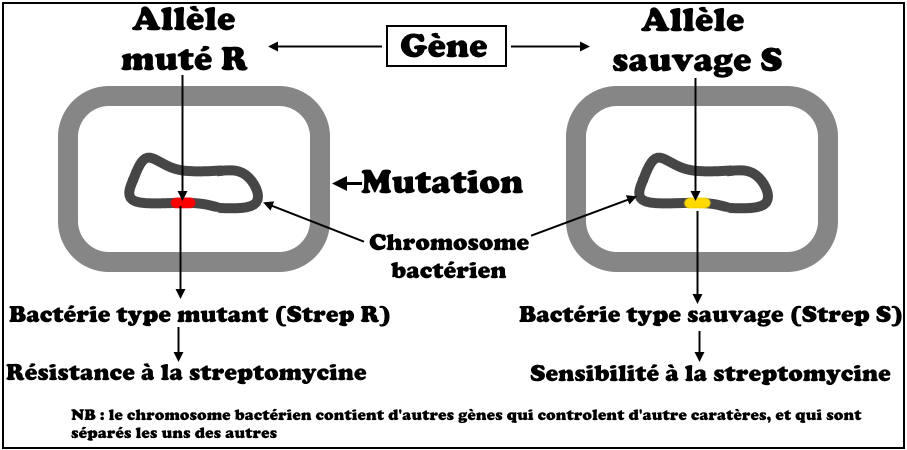 Allèle
muté R
Gène
Allèle
sauvage S
Mutation
Chromosome
bactérien
Bactérie type mutant (Strep R)
Bactérie type sauvage (Strep S)
Résistance à la streptomycine
Sensibilité à la streptomycine
NB : le chromosome bactérien contient d'autres gènes qui controlent d'autre caratères, et qui sont
séparés les uns des autres